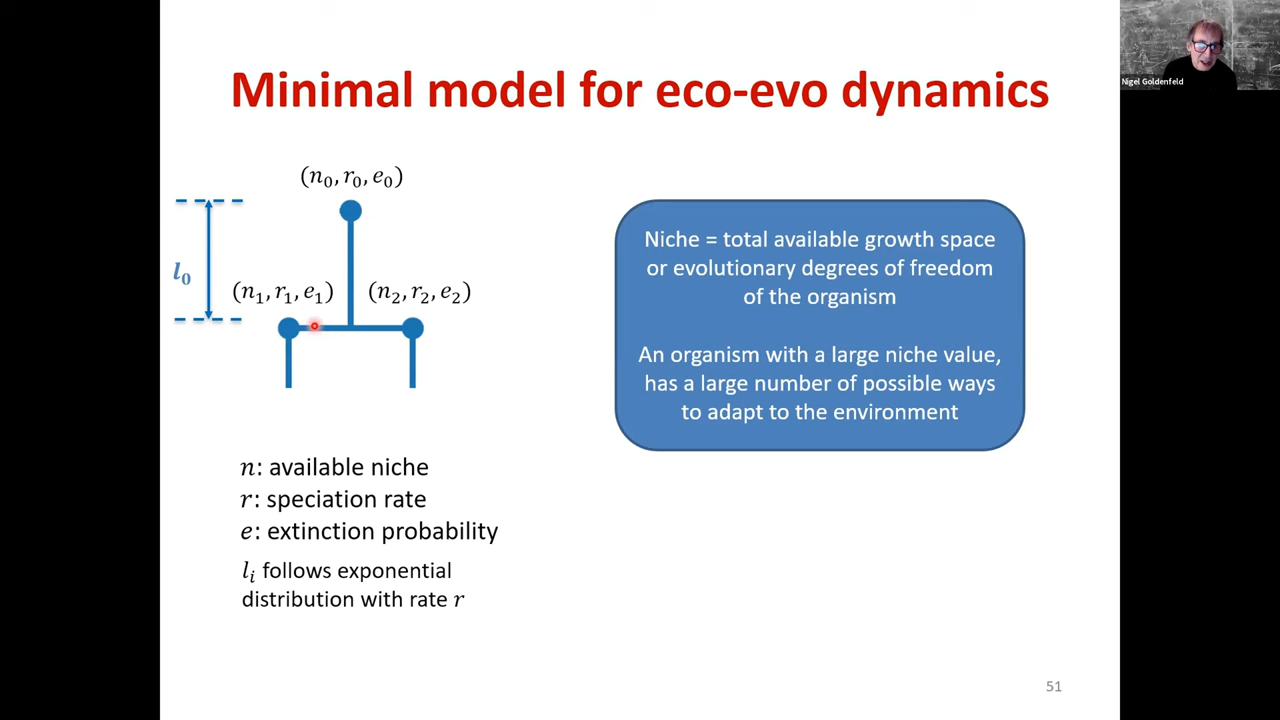 Minimal model for eco-evo dynamics
Nigel Goldenfeld
(n₀, r₀, e₀)
l₀
(n₁, r₁, e₁)
(n₂, r₂, e₂)
Niche = total available growth space
or evolutionary degrees of freedom
of the organism
An organism with a large niche value,
has a large number of possible ways
to adapt to the environment
n: available niche
r: speciation rate
e: extinction probability
lᵢ follows exponential
distribution with rate r
51